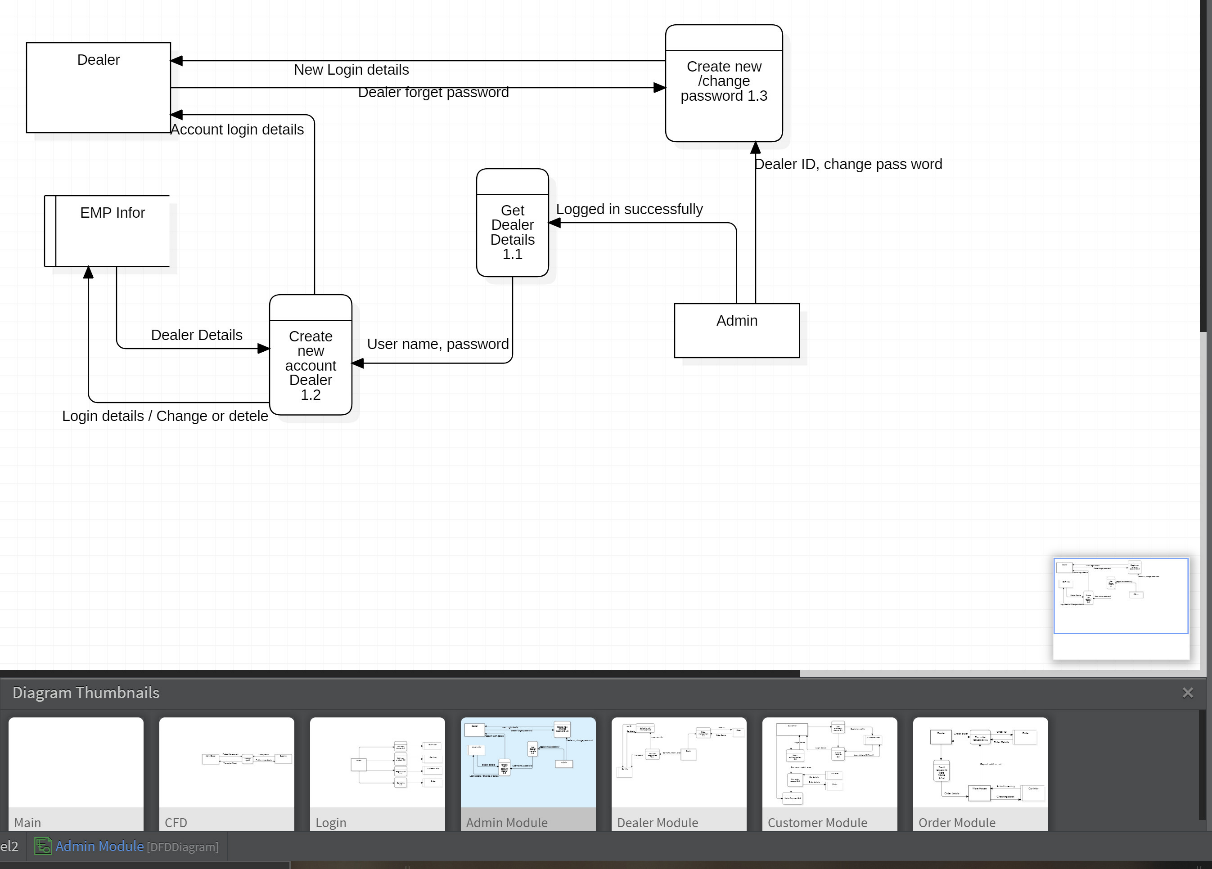 Dealer
New Login details
Dealer forget password
Account login details
Create new
/change
password 1.3
Dealer ID, change pass word
EMP Infor
Get
Dealer
Details
1.1
Logged in successfully
Admin
Dealer Details
Create
new
account
Dealer
1.2
User name, password
Login details / Change or detele
Diagram Thumbnails
Main
CFD
Login
Admin Module
Dealer Module
Customer Module
Order Module
el2
Admin Module [DFDDiagram]